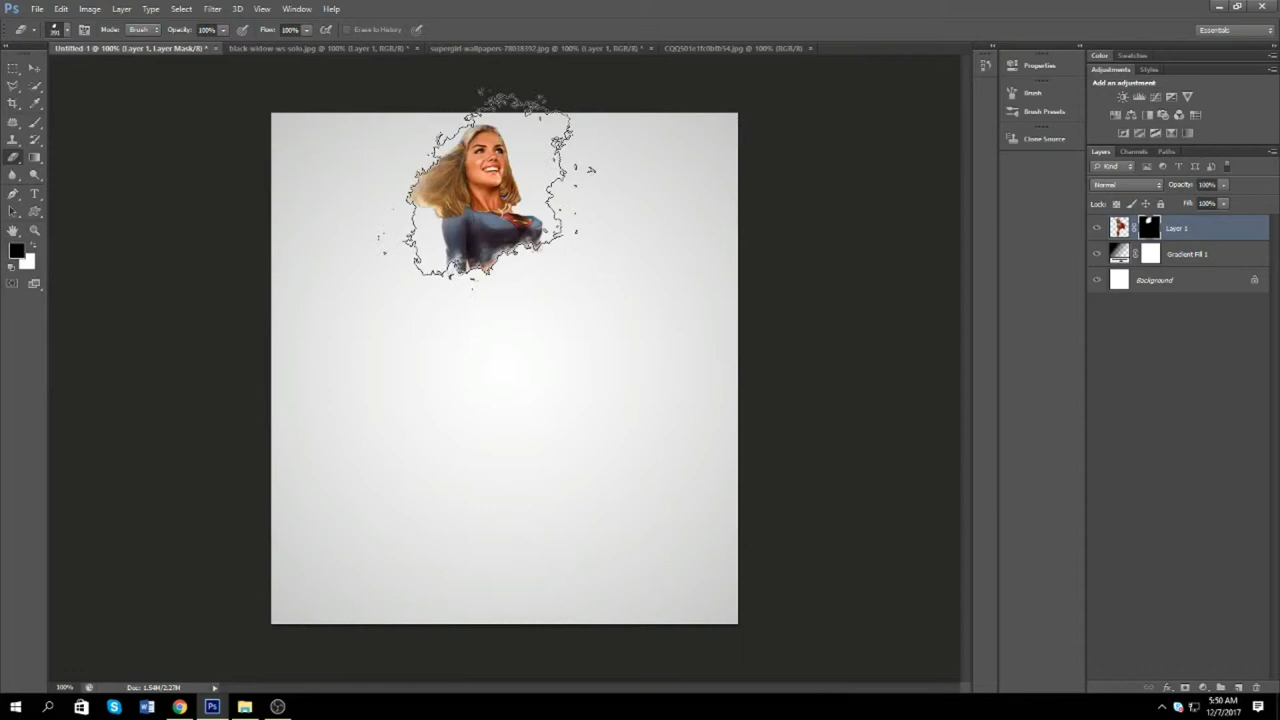 Ps File Edit Image Layer Type Select Filter 3D View Window Help
391 Mode: Brush Opacity: 100% Flow: 100% Erase to History Essentials
Untitled-1 @ 100% (Layer 1, Layer Mask/8) * × black widow ws solo.jpg @ 100% (Layer 1, RGB/8) * × supergirl-wallpapers-78038392.jpg @ 100% (Layer 1, RGB/8) * × @ 100% (RGB/8) ×
Color Swatches
Properties
Adjustments Styles
Add an adjustment
Brush
Brush Presets
Clone Source
Layers Channels Paths
Kind
Normal Opacity: 100%
Lock: Fill: 100%
Layer 1
Gradient Fill 1
Background
100% Doc: 1.54M/2.27M
5:50 AM
12/7/2017